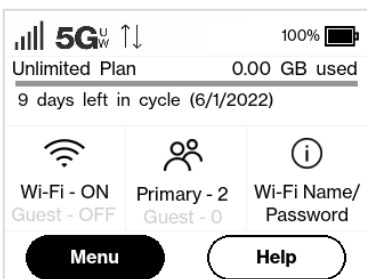 5G UW 100%
Unlimited Plan 0.00 GB used
9 days left in cycle (6/1/2022)
Wi-Fi - ON Primary - 2 Wi-Fi Name/
Guest - OFF Guest - 0 Password
Menu Help